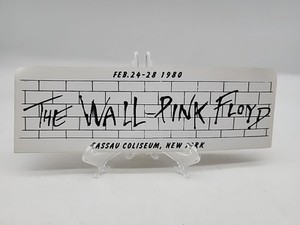 FEB. 24-28 1980
THE WALL-PINK FLOYD
NASSAU COLISEUM, NEW YORK